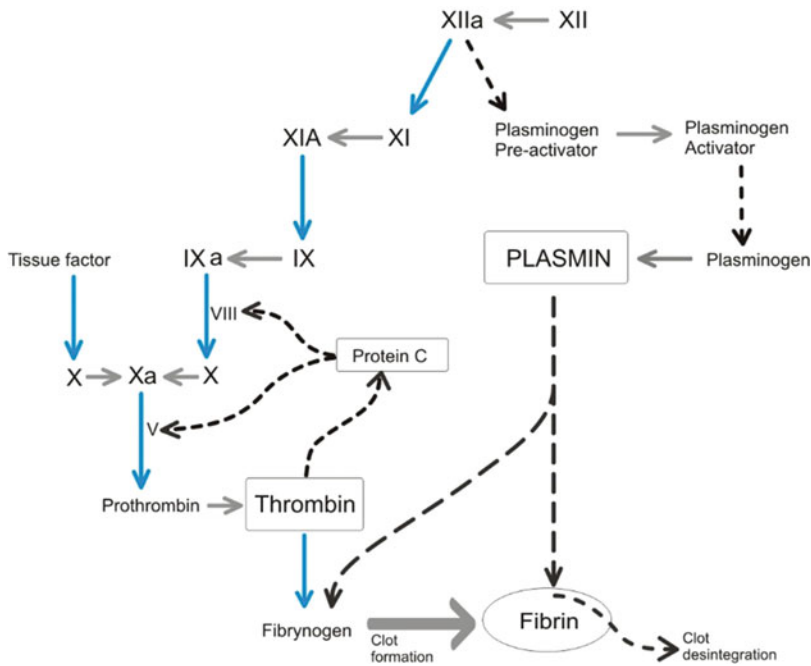 XIIa
XII
XIA
XI
Plasminogen
Pre-activator
Plasminogen
Activator
Tissue factor
IX a
IX
PLASMIN
Plasminogen
VIII
Protein C
X
Xa
X
V
Prothrombin
Thrombin
Fibrynogen
Clot
formation
Fibrin
Clot
desintegration